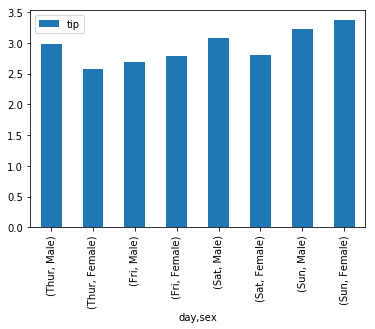 tip
3.5
3.0
2.5
2.0
1.5
1.0
0.5
0.0
(Thur, Male)
(Thur, Female)
(Fri, Male)
(Fri, Female)
(Sat, Male)
(Sat, Female)
(Sun, Male)
(Sun, Female)
day,sex